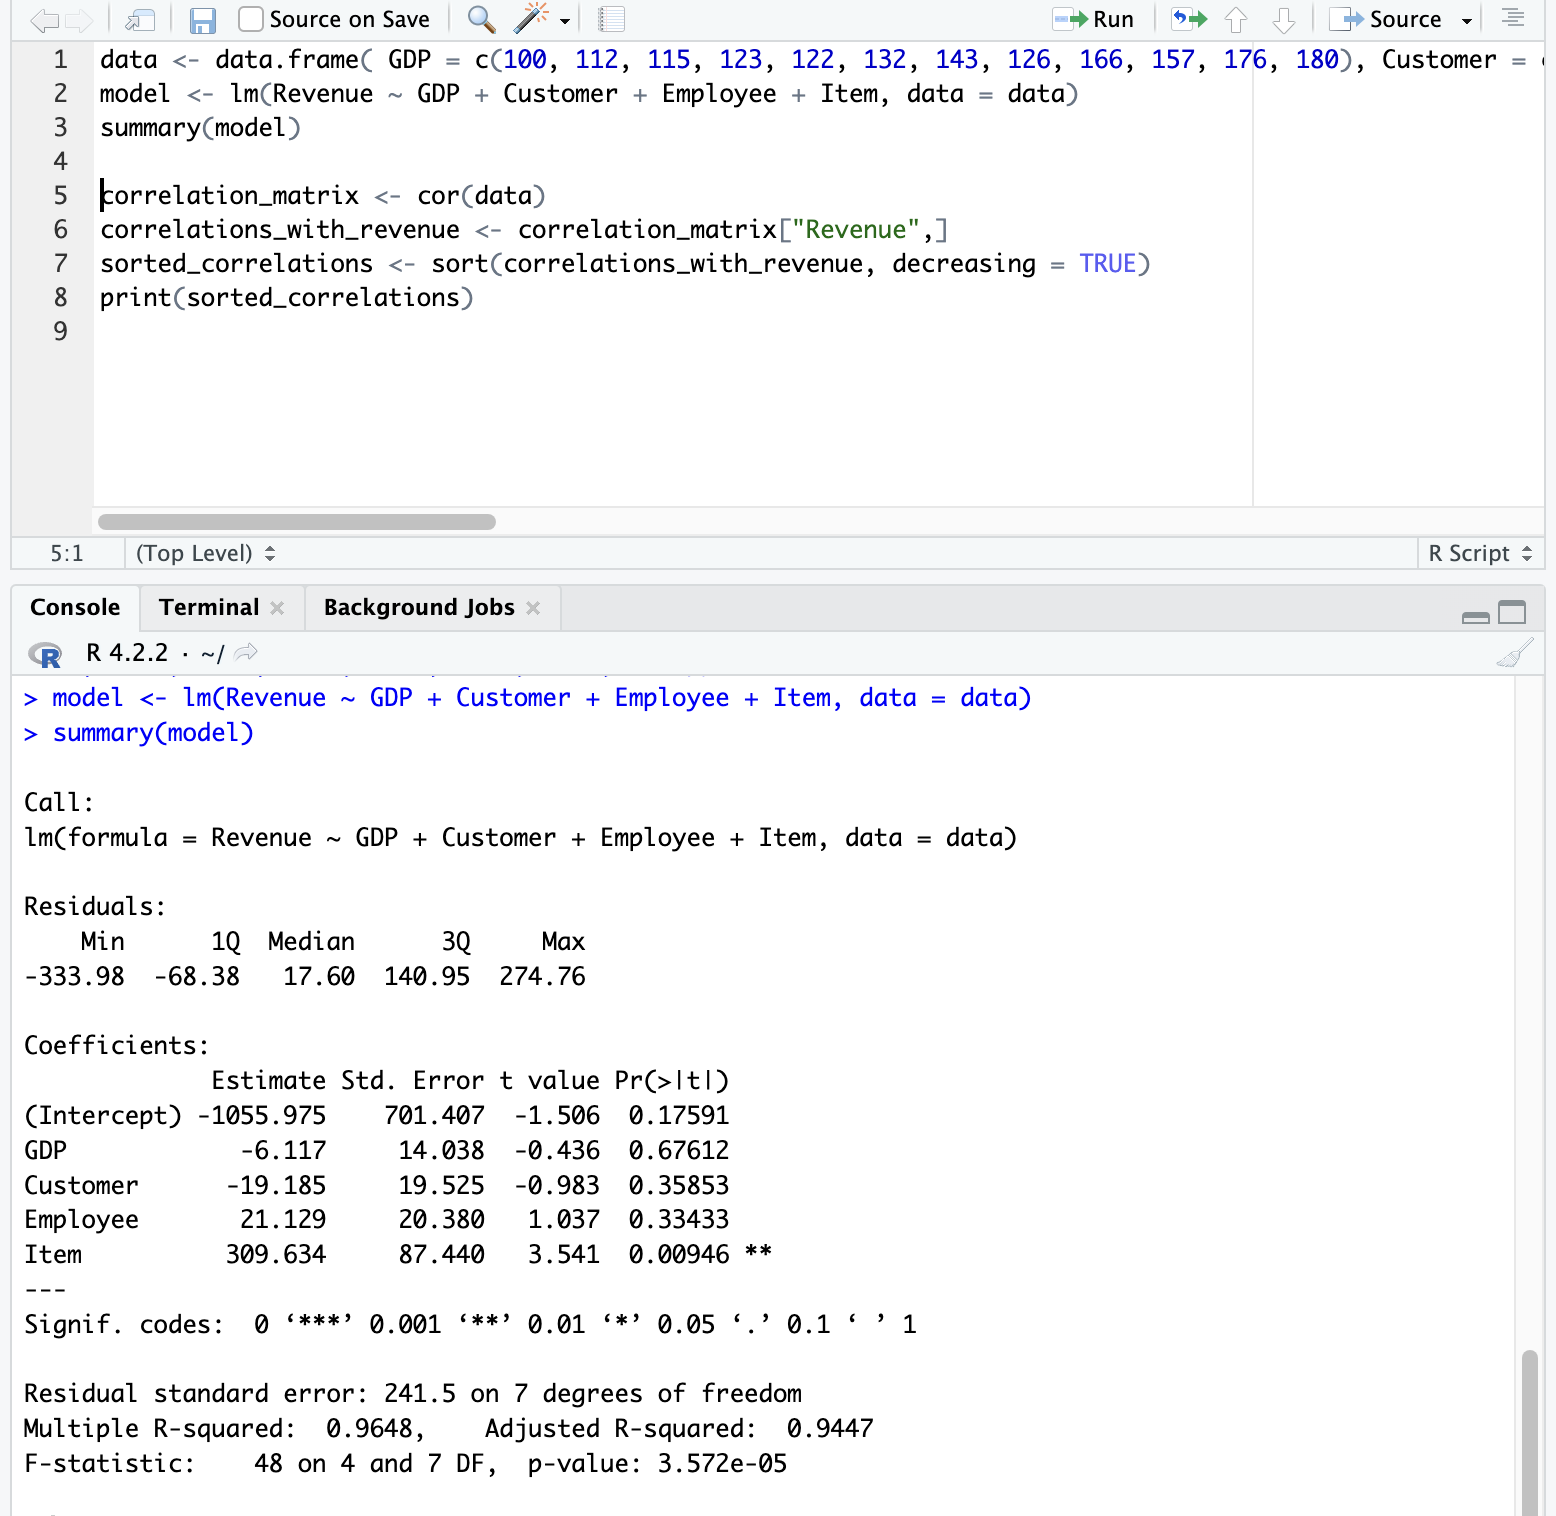 Source on Save
Run
Source
1 data <- data.frame( GDP = c(100, 112, 115, 123, 122, 132, 143, 126, 166, 157, 176, 180), Customer =
2 model <- lm(Revenue ~ GDP + Customer + Employee + Item, data = data)
3 summary(model)
4
5 correlation_matrix <- cor(data)
6 correlations_with_revenue <- correlation_matrix["Revenue",]
7 sorted_correlations <- sort(correlations_with_revenue, decreasing = TRUE)
8 print(sorted_correlations)
9
5:1 (Top Level) R Script
Console Terminal Background Jobs
R R 4.2.2 · ~/
> model <- lm(Revenue ~ GDP + Customer + Employee + Item, data = data)
> summary(model)
Call:
lm(formula = Revenue ~ GDP + Customer + Employee + Item, data = data)
Residuals:
Min 1Q Median 3Q Max
-333.98 -68.38 17.60 140.95 274.76
Coefficients:
Estimate Std. Error t value Pr(>|t|)
(Intercept) -1055.975 701.407 -1.506 0.17591
GDP -6.117 14.038 -0.436 0.67612
Customer -19.185 19.525 -0.983 0.35853
Employee 21.129 20.380 1.037 0.33433
Item 309.634 87.440 3.541 0.00946 **
---
Signif. codes: 0 ‘***’ 0.001 ‘**’ 0.01 ‘*’ 0.05 ‘.’ 0.1 ‘ ’ 1
Residual standard error: 241.5 on 7 degrees of freedom
Multiple R-squared: 0.9648, Adjusted R-squared: 0.9447
F-statistic: 48 on 4 and 7 DF, p-value: 3.572e-05